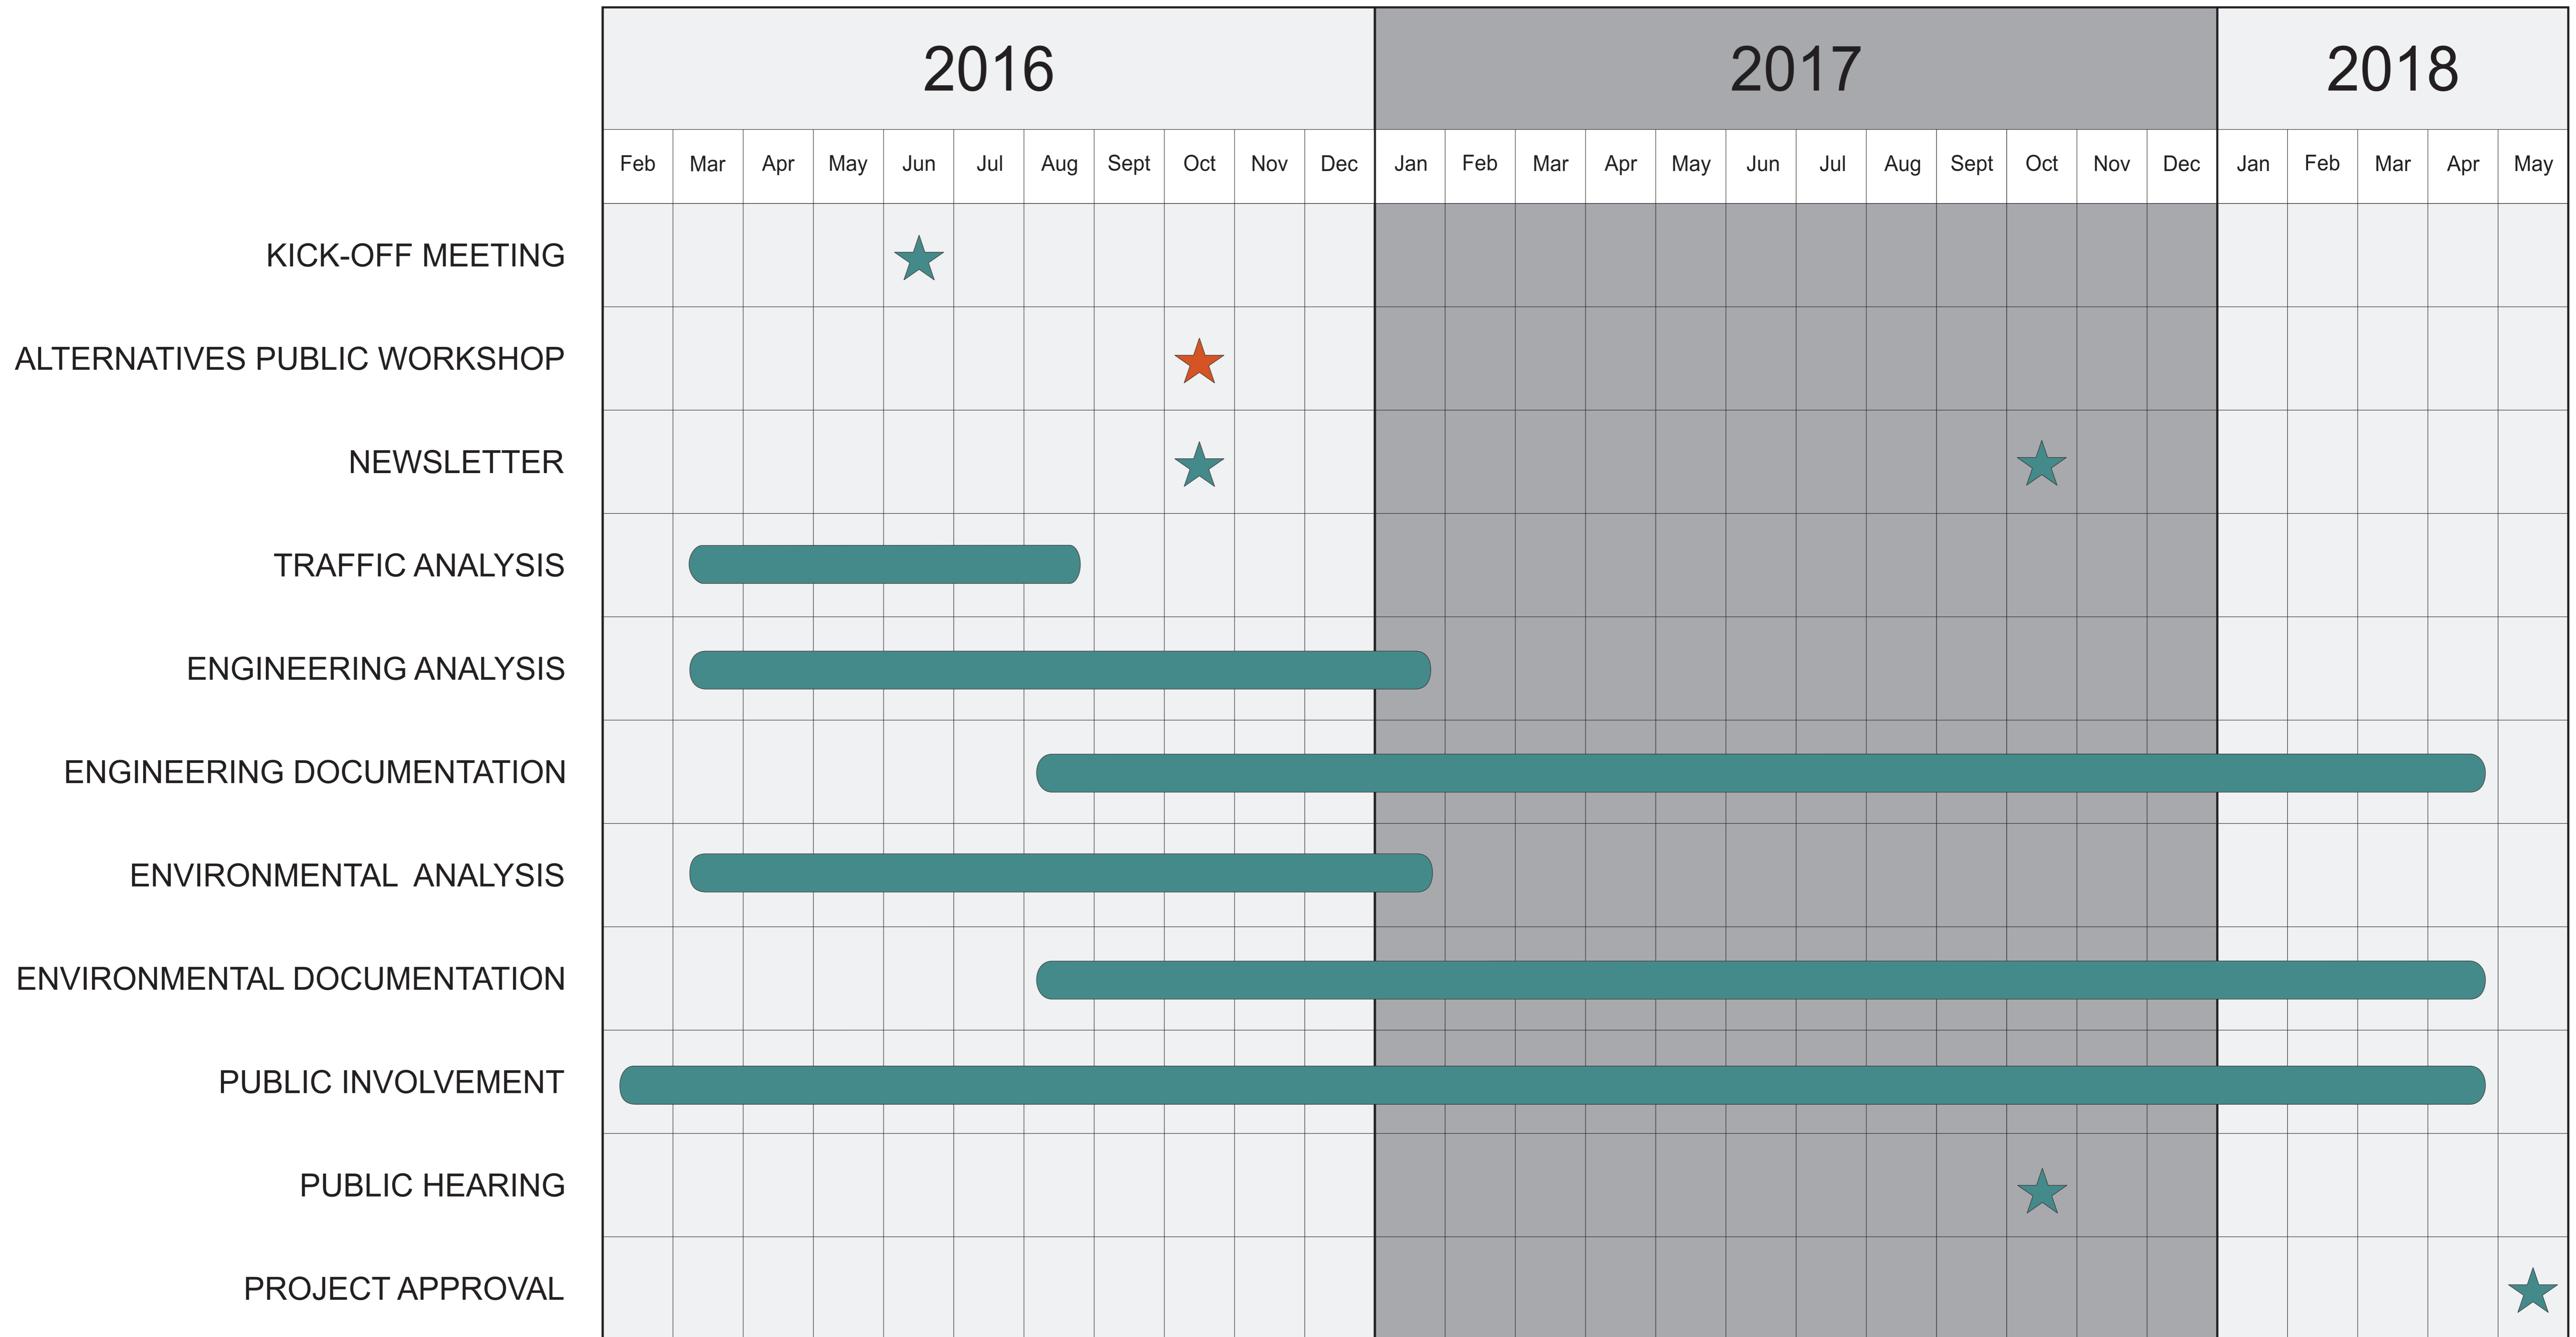 2016 2017 2018
Feb Mar Apr May Jun Jul Aug Sept Oct Nov Dec Jan Feb Mar Apr May Jun Jul Aug Sept Oct Nov Dec Jan Feb Mar Apr May
KICK-OFF MEETING
ALTERNATIVES PUBLIC WORKSHOP
NEWSLETTER
TRAFFIC ANALYSIS
ENGINEERING ANALYSIS
ENGINEERING DOCUMENTATION
ENVIRONMENTAL ANALYSIS
ENVIRONMENTAL DOCUMENTATION
PUBLIC INVOLVEMENT
PUBLIC HEARING
PROJECT APPROVAL